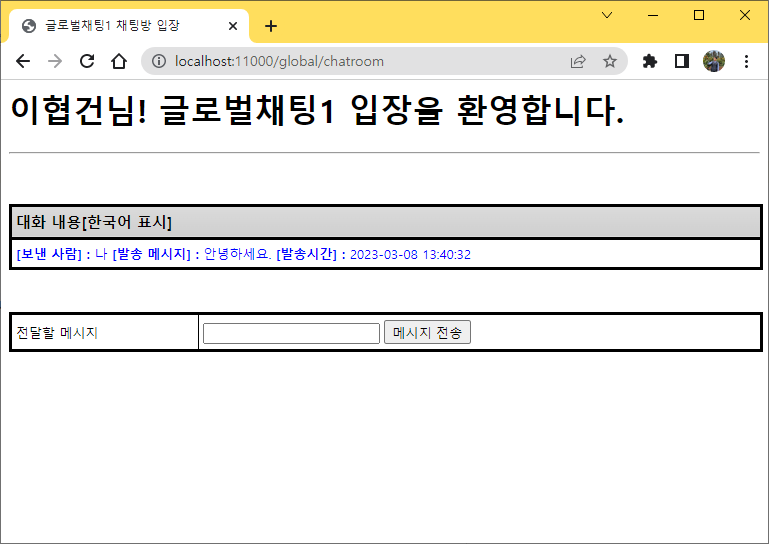 글로벌채팅1 채팅방 입장
localhost:11000/global/chatroom
이협건님! 글로벌채팅1 입장을 환영합니다.
대화 내용[한국어 표시]
[보낸 사람] : 나 [발송 메시지] : 안녕하세요. [발송시간] : 2023-03-08 13:40:32
전달할 메시지 메시지 전송